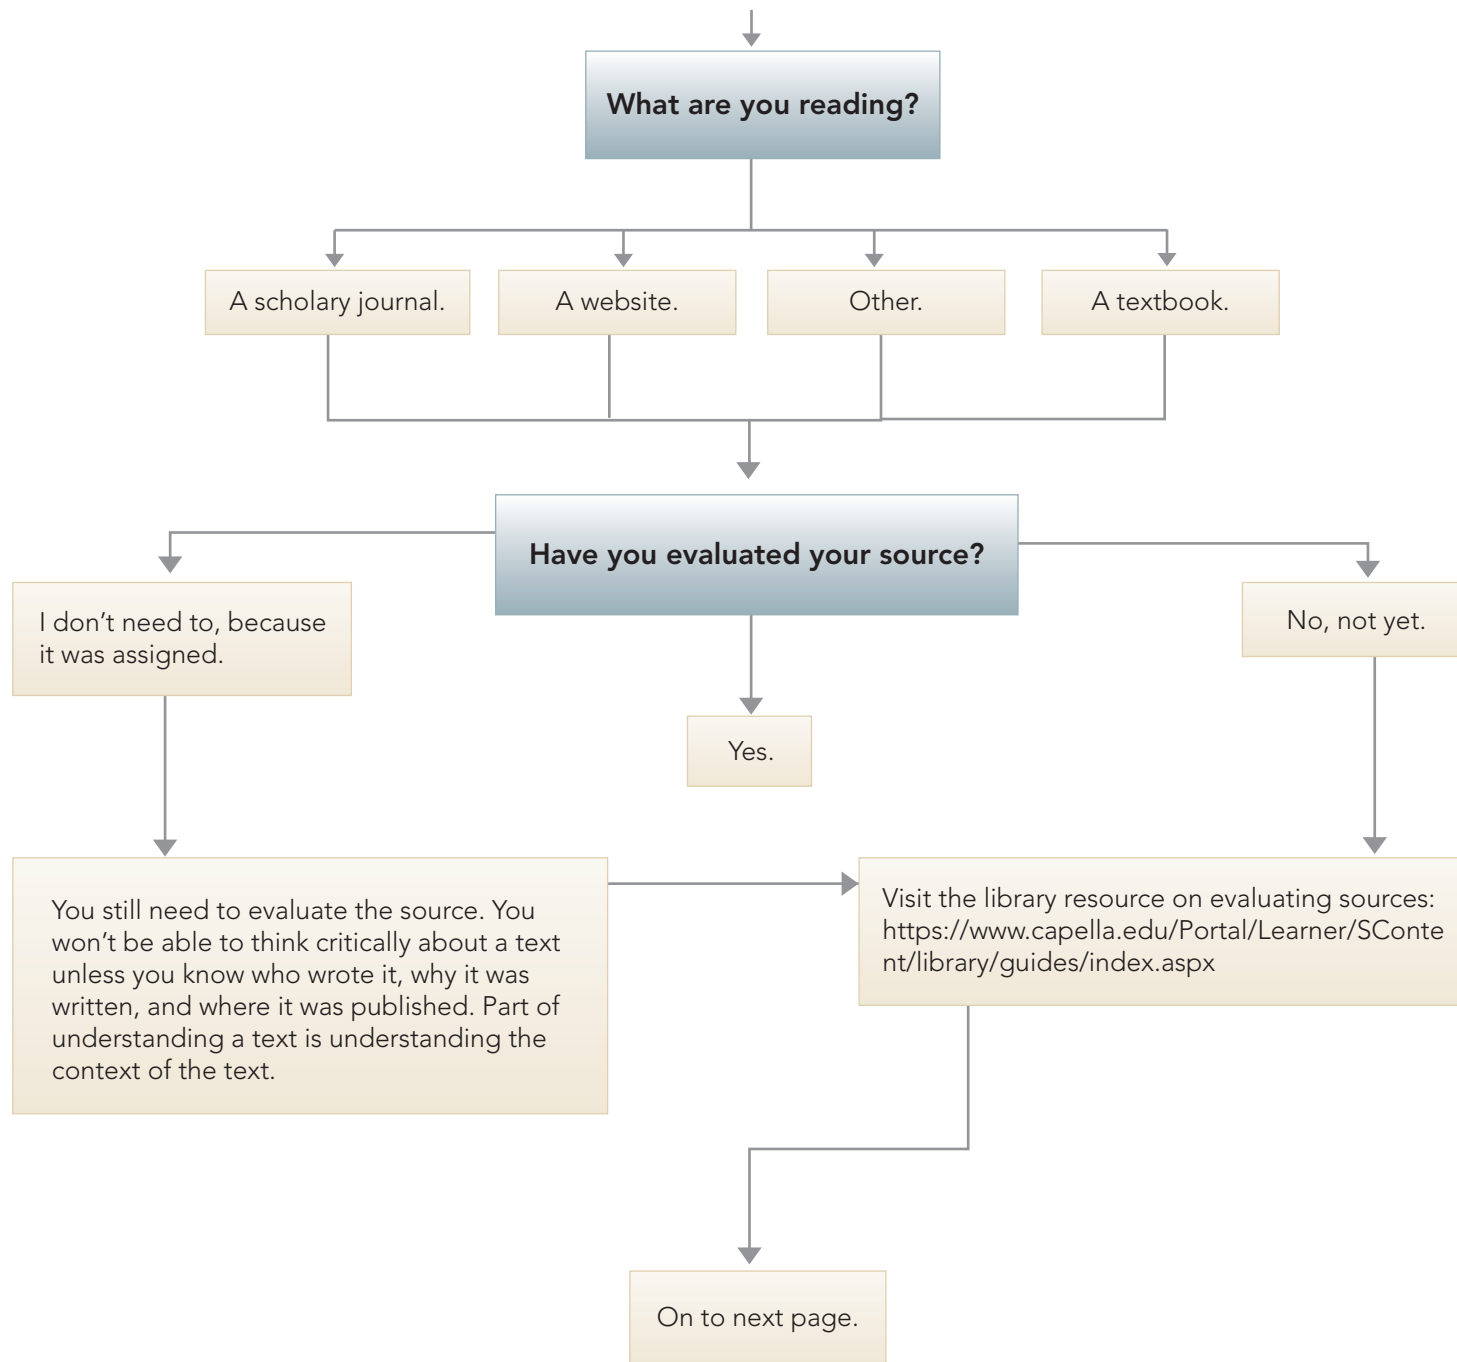 What are you reading?
A scholary journal.
A website.
Other.
A textbook.
Have you evaluated your source?
I don’t need to, because
it was assigned.
No, not yet.
Yes.
You still need to evaluate the source. You
won’t be able to think critically about a text
unless you know who wrote it, why it was
written, and where it was published. Part of
understanding a text is understanding the
context of the text.
Visit the library resource on evaluating sources:
https://www.capella.edu/Portal/Learner/SConte
nt/library/guides/index.aspx
On to next page.